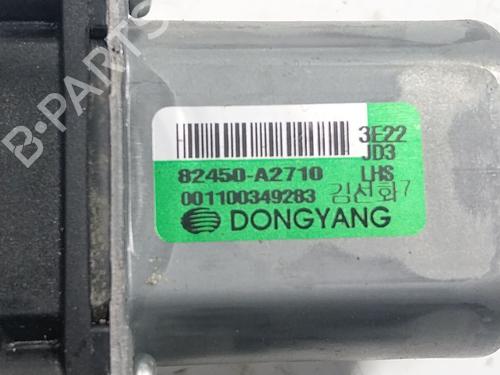 3E22
JD3
82450-A2710 LHS
001100349283 김선화7
DONGYANG
B-PARTS